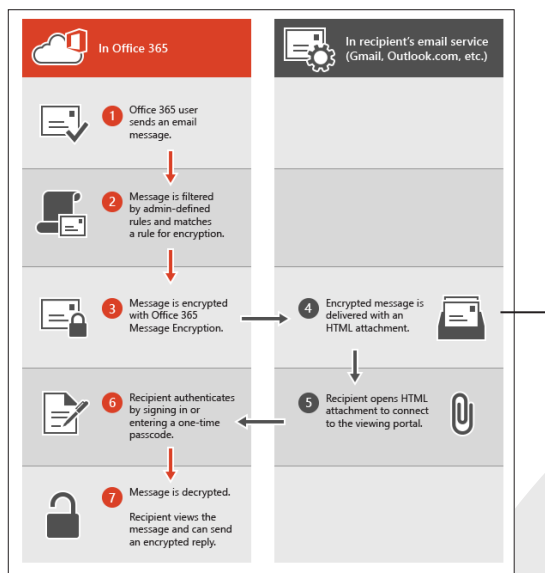 In Office 365
In recipient's email service
(Gmail, Outlook.com, etc.)
1
Office 365 user
sends an email
message.
2
Message is filtered
by admin-defined
rules and matches
a rule for encryption.
3
Message is encrypted
with Office 365
Message Encryption.
4
Encrypted message is
delivered with an
HTML attachment.
5
Recipient opens HTML
attachment to connect
to the viewing portal.
6
Recipient authenticates
by signing in or
entering a one-time
passcode.
7
Message is decrypted.
Recipient views the
message and can send
an encrypted reply.